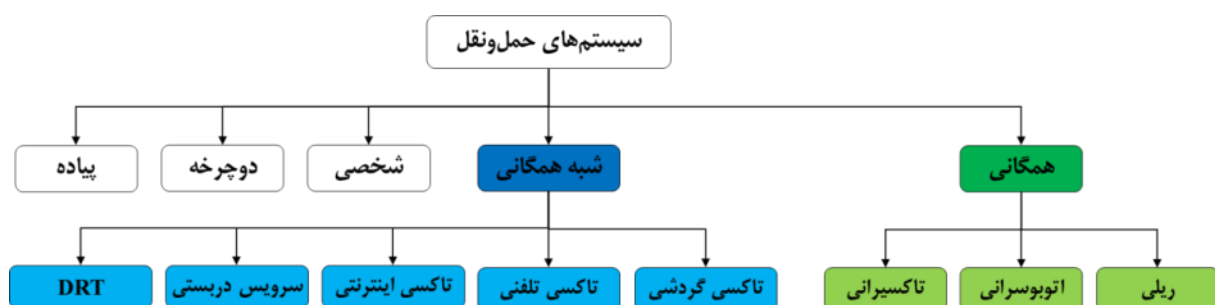 سیستم‌های حمل‌ونقل
همگانی
شبه همگانی
شخصی
دوچرخه
پیاده
ریلی
اتوبوسرانی
تاکسیرانی
تاکسی گردشی
تاکسی تلفنی
تاکسی اینترنتی
سرویس دربستی
DRT